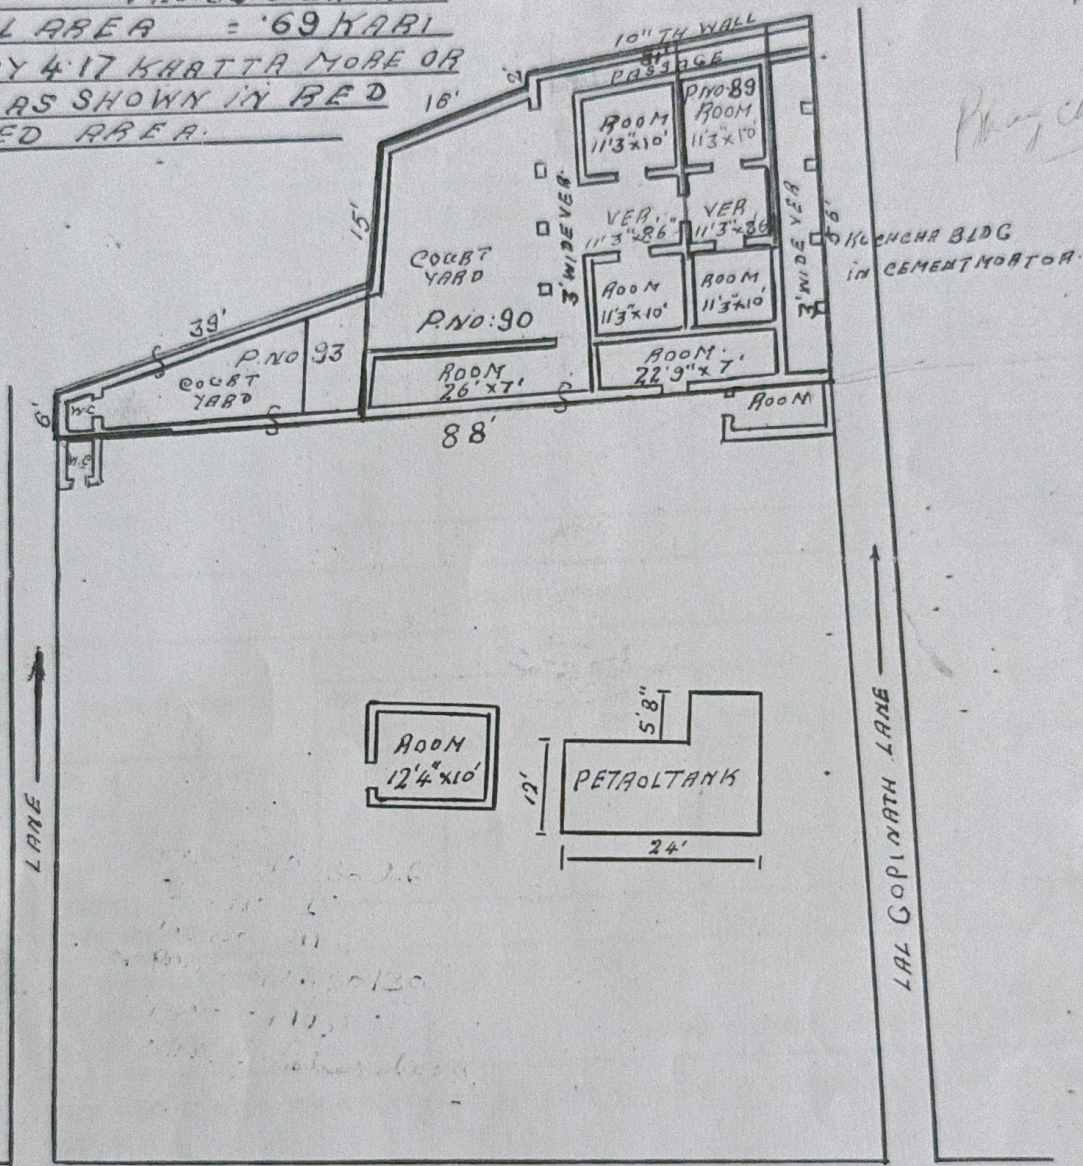 L AREA = .69 KARI
Y 4.17 KHATTA MORE OR
AS SHOWN IN RED
ED AREA.
10" TH WALL
PASSAGE
2'
16'
15'
39'
6'
ROOM
11'3"x10'
P.NO.89
ROOM
11'3"x10'
3' WIDE VER.
VER.
11'3"x8'6"
VER
11'3"x8'6"
3' WIDE VER
KUCHCHA BLDG
IN CEMENT MORTOR.
COURT
YARD
P.NO:90
ROOM
11'3"x10'
ROOM
11'3"x10'
P.NO 93
COURT
YARD
ROOM
26'x7'
ROOM.
22'9"x7'
ROOM
W.C
W.C
88'
LANE
ROOM
12'4"x10'
5'8"
12'
PETROLTANK
24'
LAL GOPINATH LANE